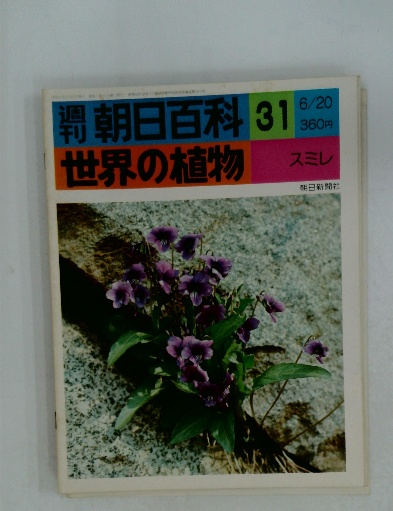 週刊 朝日百科 31 6/20 360円
世界の植物 スミレ
朝日新聞社